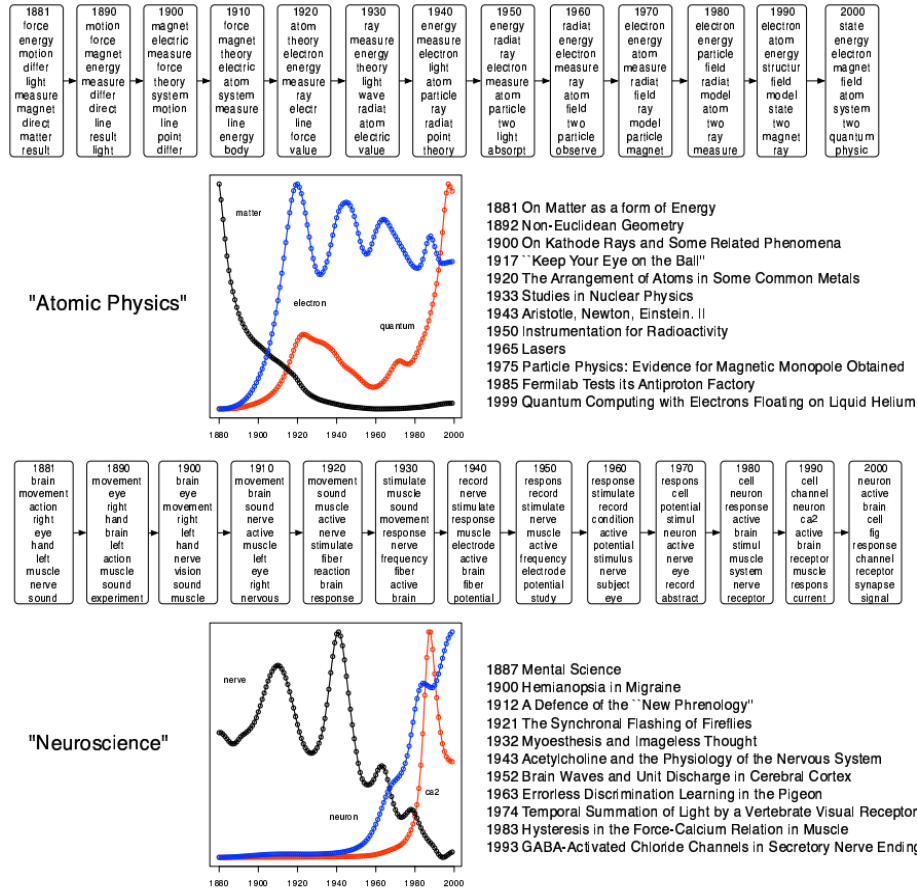 1881
force
energy
motion
differ
light
measure
magnet
direct
matter
result
1890
motion
force
magnet
energy
measure
differ
direct
line
result
light
1900
magnet
electric
measure
force
theory
system
motion
line
point
differ
1910
force
magnet
theory
electric
atom
system
measure
line
energy
body
1920
atom
theory
electron
energy
measure
ray
electr
line
force
value
1930
ray
measure
energy
theory
light
wave
radiat
atom
electric
value
1940
energy
measure
electron
light
atom
particle
ray
radiat
point
theory
1950
energy
radiat
ray
electron
measure
atom
particle
two
light
absorpt
1960
radiat
energy
electron
measure
ray
atom
field
two
particle
observe
1970
electron
energy
atom
measure
radiat
field
ray
model
particle
magnet
1980
electron
energy
particle
field
radiat
model
atom
two
ray
measure
1990
electron
atom
energy
structur
field
model
state
two
magnet
ray
2000
state
energy
electron
magnet
field
atom
system
two
quantum
physic
"Atomic Physics"
matter
electron
quantum
1880 1900 1920 1940 1960 1980 2000
1881 On Matter as a form of Energy
1892 Non-Euclidean Geometry
1900 On Kathode Rays and Some Related Phenomena
1917 ``Keep Your Eye on the Ball''
1920 The Arrangement of Atoms in Some Common Metals
1933 Studies in Nuclear Physics
1943 Aristotle, Newton, Einstein. II
1950 Instrumentation for Radioactivity
1965 Lasers
1975 Particle Physics: Evidence for Magnetic Monopole Obtained
1985 Fermilab Tests its Antiproton Factory
1999 Quantum Computing with Electrons Floating on Liquid Helium
1881
brain
movement
action
right
eye
hand
left
muscle
nerve
sound
1890
movement
eye
right
hand
brain
left
action
muscle
sound
experiment
1900
brain
eye
movement
right
left
hand
nerve
vision
sound
muscle
1910
movement
brain
sound
nerve
active
muscle
left
eye
right
nervous
1920
movement
sound
muscle
active
nerve
stimulate
fiber
reaction
brain
response
1930
stimulate
muscle
sound
movement
response
nerve
frequency
fiber
active
brain
1940
record
nerve
stimulate
response
muscle
electrode
active
brain
fiber
potential
1950
respons
record
stimulate
nerve
muscle
active
frequency
electrode
potential
study
1960
response
stimulate
record
condition
active
potential
stimulus
nerve
subject
eye
1970
respons
cell
potential
stimul
neuron
active
nerve
eye
record
abstract
1980
cell
neuron
response
active
brain
stimul
muscle
system
nerve
receptor
1990
cell
channel
neuron
ca2
active
brain
receptor
muscle
respons
current
2000
neuron
active
brain
cell
fig
response
channel
receptor
synapse
signal
"Neuroscience"
nerve
neuron
ca2
1880 1900 1920 1940 1960 1980 2000
1887 Mental Science
1900 Hemianopsia in Migraine
1912 A Defence of the ``New Phrenology''
1921 The Synchronal Flashing of Fireflies
1932 Myoesthesis and Imageless Thought
1943 Acetylcholine and the Physiology of the Nervous System
1952 Brain Waves and Unit Discharge in Cerebral Cortex
1963 Errorless Discrimination Learning in the Pigeon
1974 Temporal Summation of Light by a Vertebrate Visual Receptor
1983 Hysteresis in the Force-Calcium Relation in Muscle
1993 GABA-Activated Chloride Channels in Secretory Nerve Ending